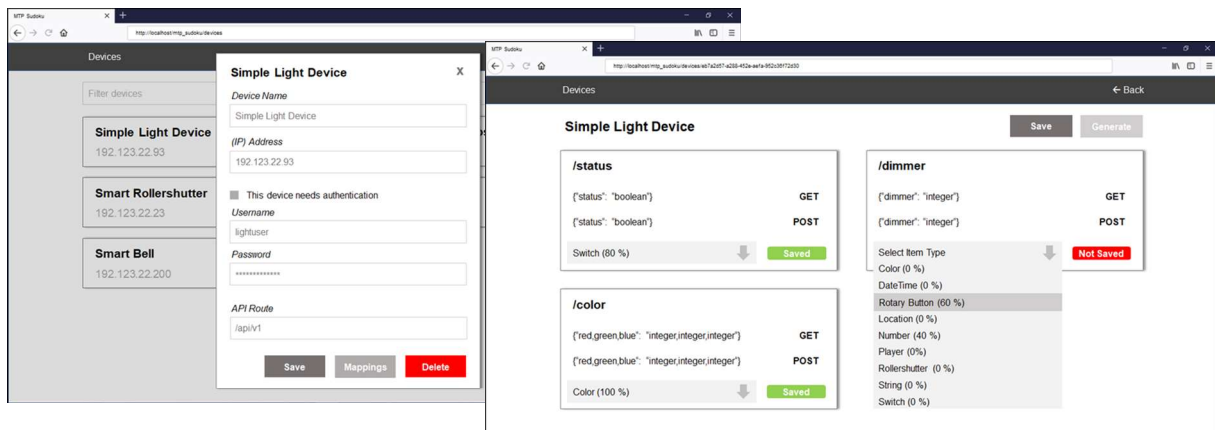 MTP Sudoku
http://localhost/mtp_sudoku/devices
Devices
Filter devices
Simple Light Device
192.123.22.93
Smart Rollershutter
192.123.22.23
Smart Bell
192.123.22.200
Simple Light Device
X
Device Name
Simple Light Device
(IP) Address
192.123.22.93
This device needs authentication
Username
lightuser
Password
*************
API Route
/api/v1
Save
Mappings
Delete
MTP Sudoku
Devices
← Back
Simple Light Device
Save
Generate
/status
{"status": "boolean"} GET
{"status": "boolean"} POST
Switch (80 %)
Saved
/dimmer
{"dimmer": "integer"} GET
{"dimmer": "integer"} POST
Select Item Type
Not Saved
Color (0 %)
DateTime (0 %)
Rotary Button (60 %)
Location (0 %)
Number (40 %)
Player (0%)
Rollershutter (0 %)
String (0 %)
Switch (0 %)
/color
{"red,green,blue": "integer,integer,integer"} GET
{"red,green,blue": "integer,integer,integer"} POST
Color (100 %)
Saved